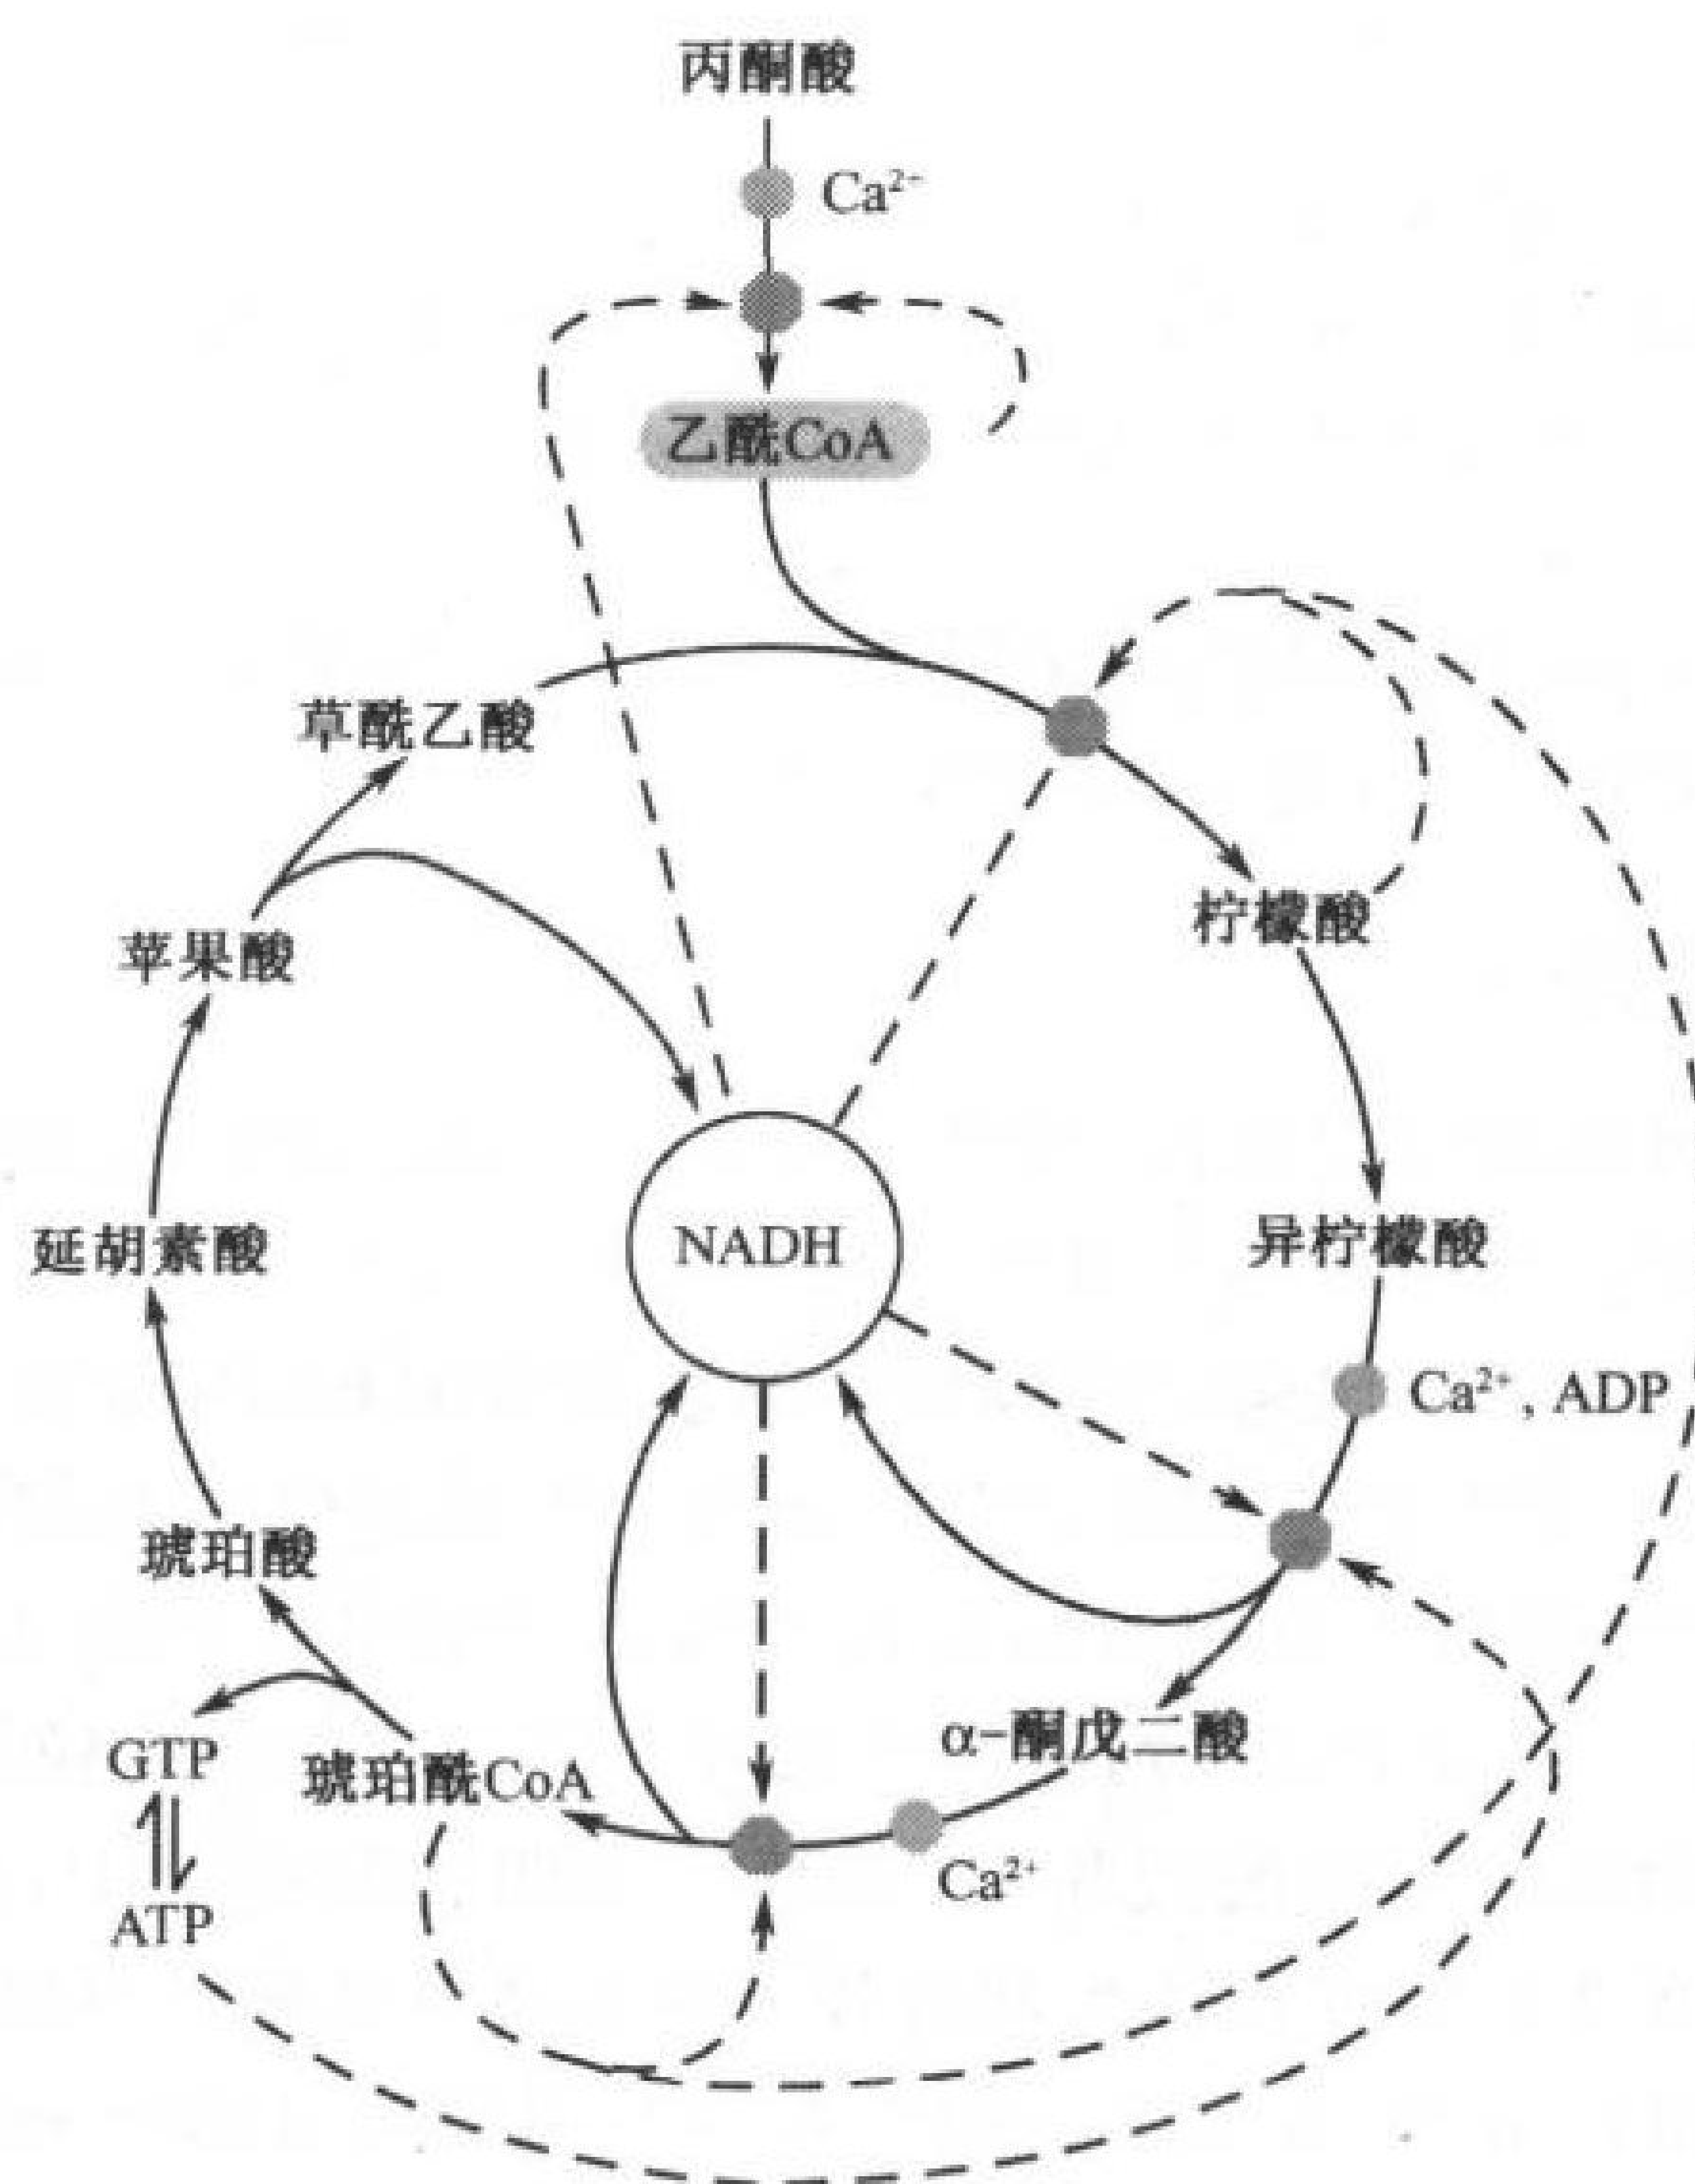 丙酮酸
Ca²⁺
乙酰CoA
草酰乙酸
柠檬酸
苹果酸
NADH
延胡索酸
异柠檬酸
Ca²⁺, ADP
琥珀酸
α-酮戊二酸
GTP
琥珀酰CoA
Ca²⁺
ATP